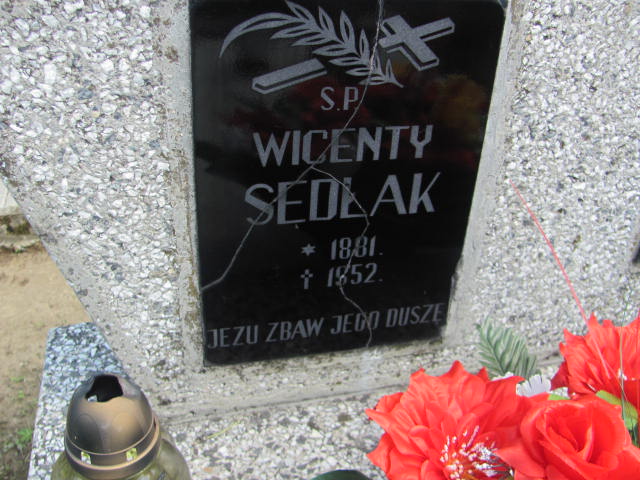 S.P.
WICENTY
SEDŁAK
* 1881.
† 1952.
JEZU ZBAW JEGO DUSZĘ